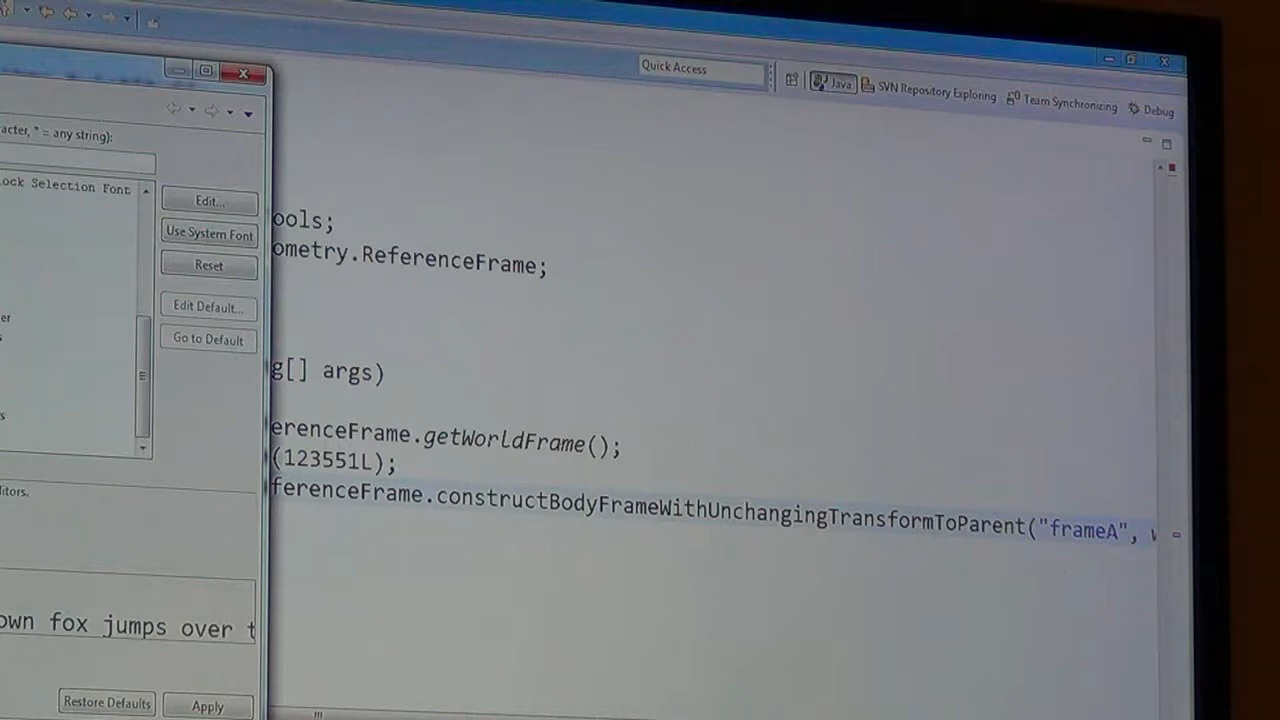 Quick Access
Java
SVN Repository Exploring
Team Synchronizing
Debug
acter, * = any string):
ock Selection Font
Edit...
Use System Font
Reset
Edit Default...
Go to Default
er
s
s
itors.
own fox jumps over t
Restore Defaults
Apply
ools;
ometry.ReferenceFrame;
g[] args)
erenceFrame.getWorldFrame();
(123551L);
ferenceFrame.constructBodyFrameWithUnchangingTransformToParent("frameA", w